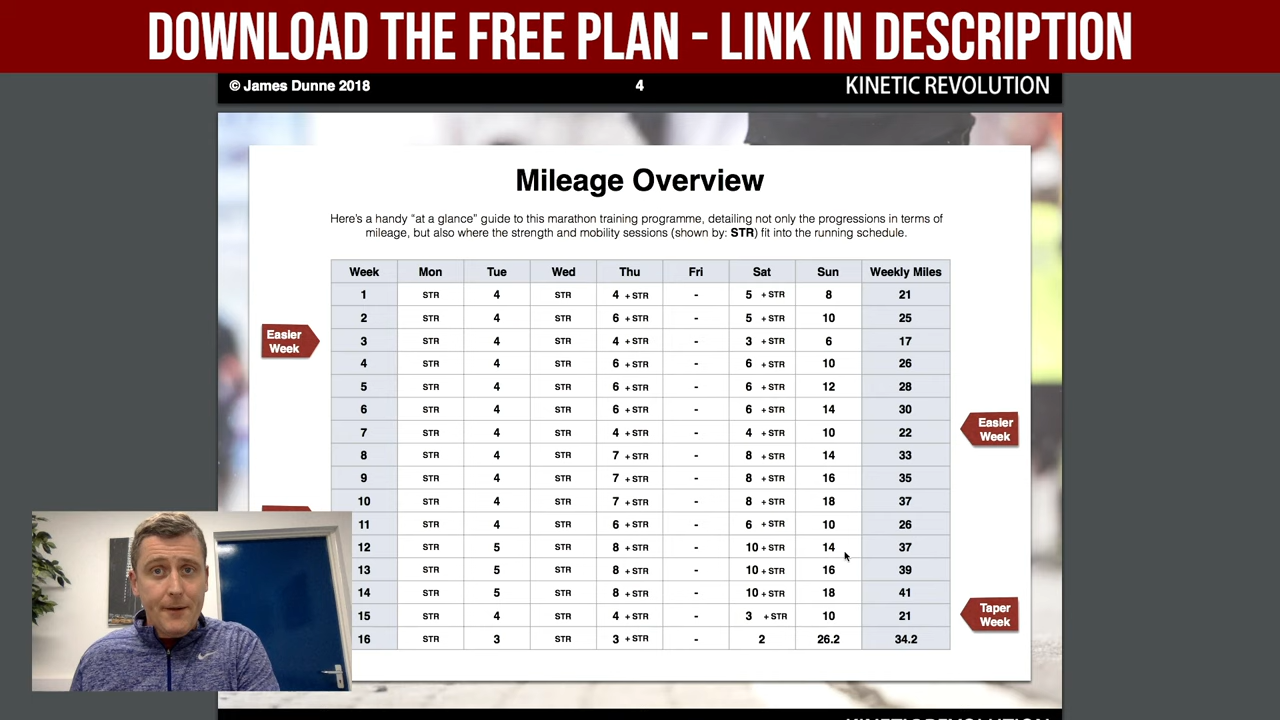 DOWNLOAD THE FREE PLAN - LINK IN DESCRIPTION
© James Dunne 2018 4 KINETIC REVOLUTION
Mileage Overview
Here's a handy "at a glance" guide to this marathon training programme, detailing not only the progressions in terms of
mileage, but also where the strength and mobility sessions (shown by: STR) fit into the running schedule.
Week Mon Tue Wed Thu Fri Sat Sun Weekly Miles
1 STR 4 STR 4 + STR - 5 + STR 8 21
2 STR 4 STR 6 + STR - 5 + STR 10 25
Easier
Week
3 STR 4 STR 4 + STR - 3 + STR 6 17
4 STR 4 STR 6 + STR - 6 + STR 10 26
5 STR 4 STR 6 + STR - 6 + STR 12 28
6 STR 4 STR 6 + STR - 6 + STR 14 30
7 STR 4 STR 4 + STR - 4 + STR 10 22
Easier
Week
8 STR 4 STR 7 + STR - 8 + STR 14 33
9 STR 4 STR 7 + STR - 8 + STR 16 35
10 STR 4 STR 7 + STR - 8 + STR 18 37
11 STR 4 STR 6 + STR - 6 + STR 10 26
12 STR 5 STR 8 + STR - 10 + STR 14 37
13 STR 5 STR 8 + STR - 10 + STR 16 39
14 STR 5 STR 8 + STR - 10 + STR 18 41
15 STR 4 STR 4 + STR - 3 + STR 10 21
Taper
Week
16 STR 3 STR 3 + STR - 2 26.2 34.2